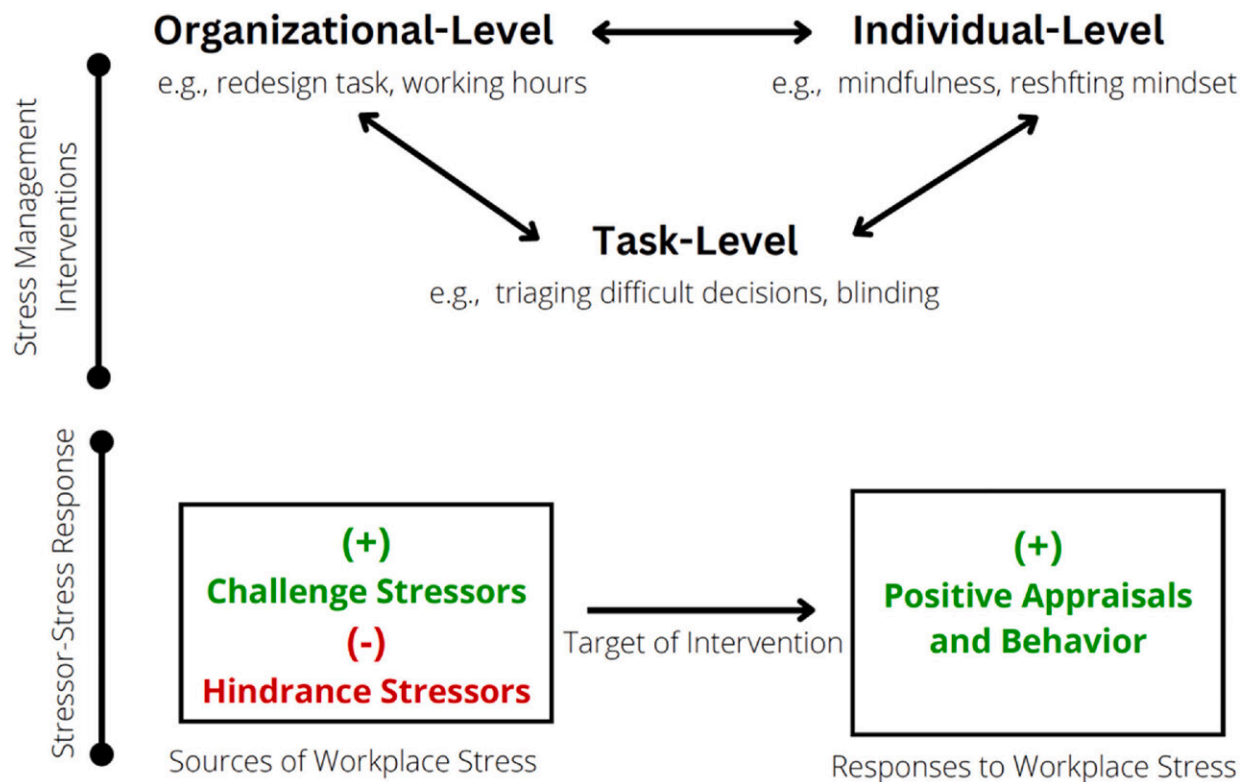 Organizational-Level
Individual-Level
e.g., redesign task, working hours
e.g., mindfulness, reshfting mindset
Task-Level
e.g., triaging difficult decisions, blinding
Stress Management
Interventions
Stressor-Stress Response
(+)
Challenge Stressors
(-)
Hindrance Stressors
Sources of Workplace Stress
Target of Intervention
(+)
Positive Appraisals
and Behavior
Responses to Workplace Stress